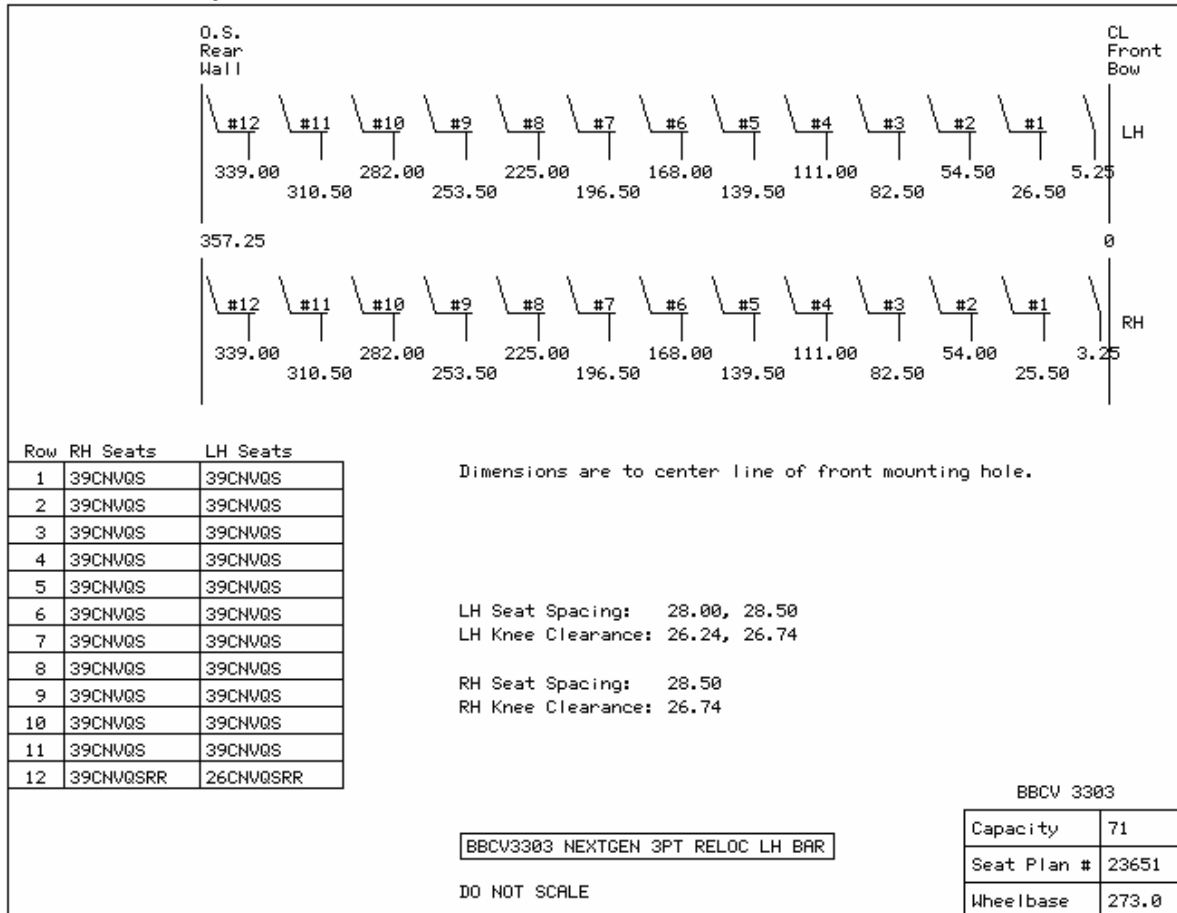 O.S.
Rear
Wall
CL
Front
Bow
#12 #11 #10 #9 #8 #7 #6 #5 #4 #3 #2 #1 LH
339.00 282.00 225.00 168.00 111.00 54.50 5.25
310.50 253.50 196.50 139.50 82.50 26.50
357.25 0
#12 #11 #10 #9 #8 #7 #6 #5 #4 #3 #2 #1 RH
339.00 282.00 225.00 168.00 111.00 54.00 3.25
310.50 253.50 196.50 139.50 82.50 25.50
Row RH Seats LH Seats
1 39CNVQS 39CNVQS
2 39CNVQS 39CNVQS
3 39CNVQS 39CNVQS
4 39CNVQS 39CNVQS
5 39CNVQS 39CNVQS
6 39CNVQS 39CNVQS
7 39CNVQS 39CNVQS
8 39CNVQS 39CNVQS
9 39CNVQS 39CNVQS
10 39CNVQS 39CNVQS
11 39CNVQS 39CNVQS
12 39CNVQSRR 26CNVQSRR
Dimensions are to center line of front mounting hole.
LH Seat Spacing: 28.00, 28.50
LH Knee Clearance: 26.24, 26.74
RH Seat Spacing: 28.50
RH Knee Clearance: 26.74
BBCV3303 NEXTGEN 3PT RELOC LH BAR
DO NOT SCALE
BBCV 3303
Capacity 71
Seat Plan # 23651
Wheelbase 273.0